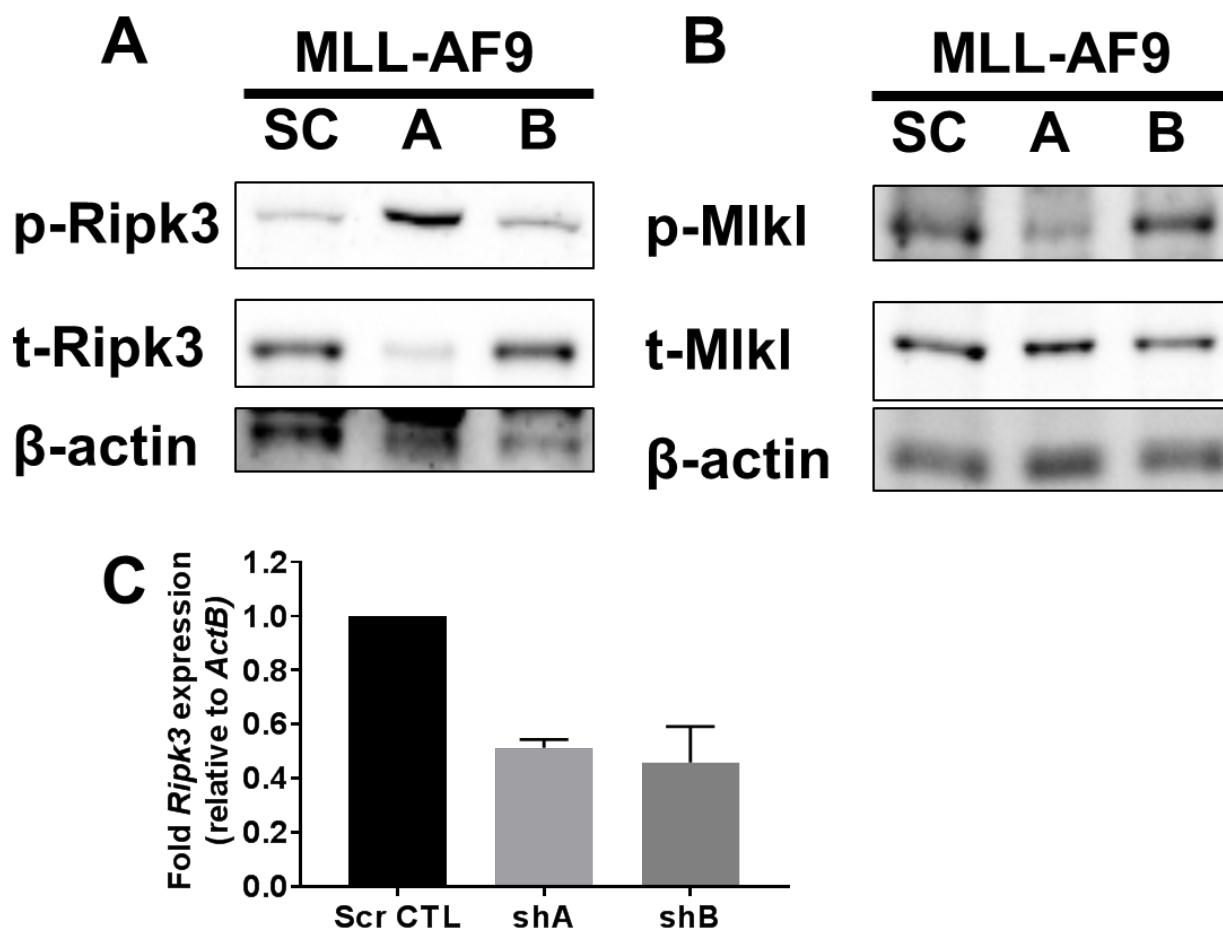 A
MLL-AF9
SC A B
p-Ripk3
t-Ripk3
β-actin
B
MLL-AF9
SC A B
p-Mlkl
t-Mlkl
β-actin
C
Fold Ripk3 expression
(relative to ActB)
1.2
1.0
0.8
0.6
0.4
0.2
0.0
Scr CTL shA shB